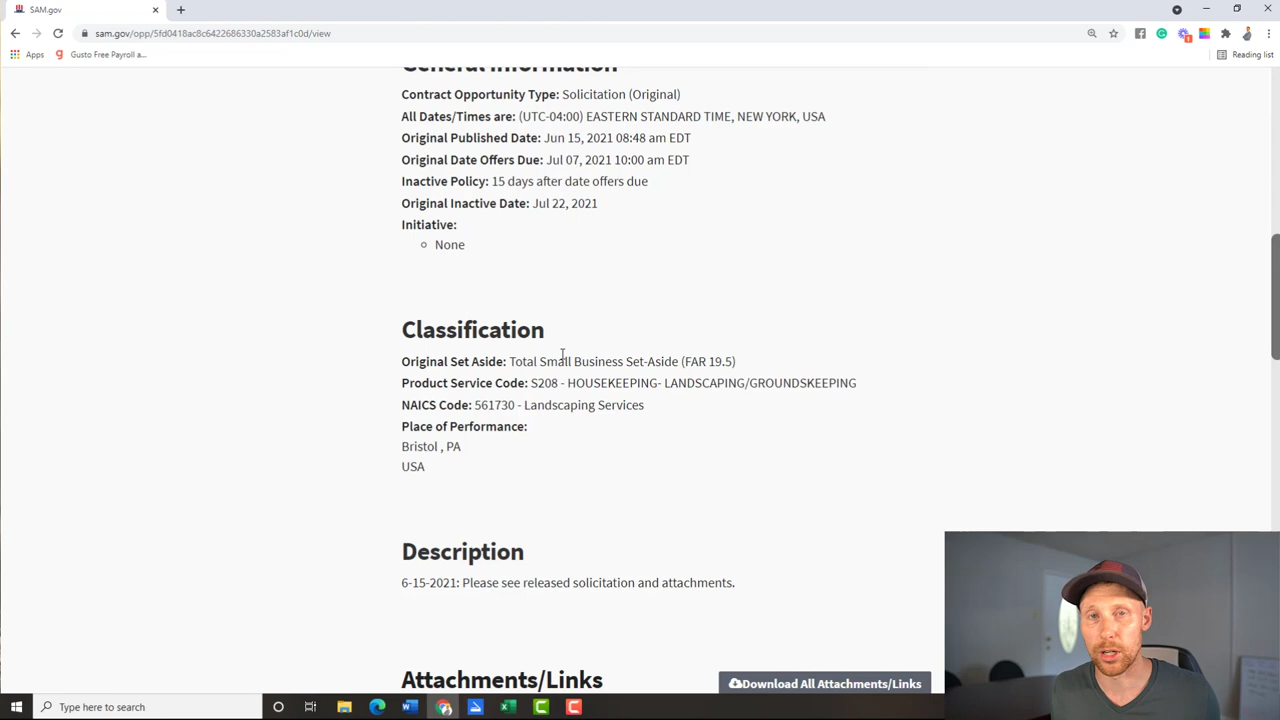 SAM.gov
sam.gov/opp/5fd0418ac8c6422686330a2583af1c0d/view
Apps
Gusto Free Payroll a...
Reading list
General Information
Contract Opportunity Type: Solicitation (Original)
All Dates/Times are: (UTC-04:00) EASTERN STANDARD TIME, NEW YORK, USA
Original Published Date: Jun 15, 2021 08:48 am EDT
Original Date Offers Due: Jul 07, 2021 10:00 am EDT
Inactive Policy: 15 days after date offers due
Original Inactive Date: Jul 22, 2021
Initiative:
None
Classification
Original Set Aside: Total Small Business Set-Aside (FAR 19.5)
Product Service Code: S208 - HOUSEKEEPING- LANDSCAPING/GROUNDSKEEPING
NAICS Code: 561730 - Landscaping Services
Place of Performance:
Bristol , PA
USA
Description
6-15-2021: Please see released solicitation and attachments.
Attachments/Links
Download All Attachments/Links
Type here to search